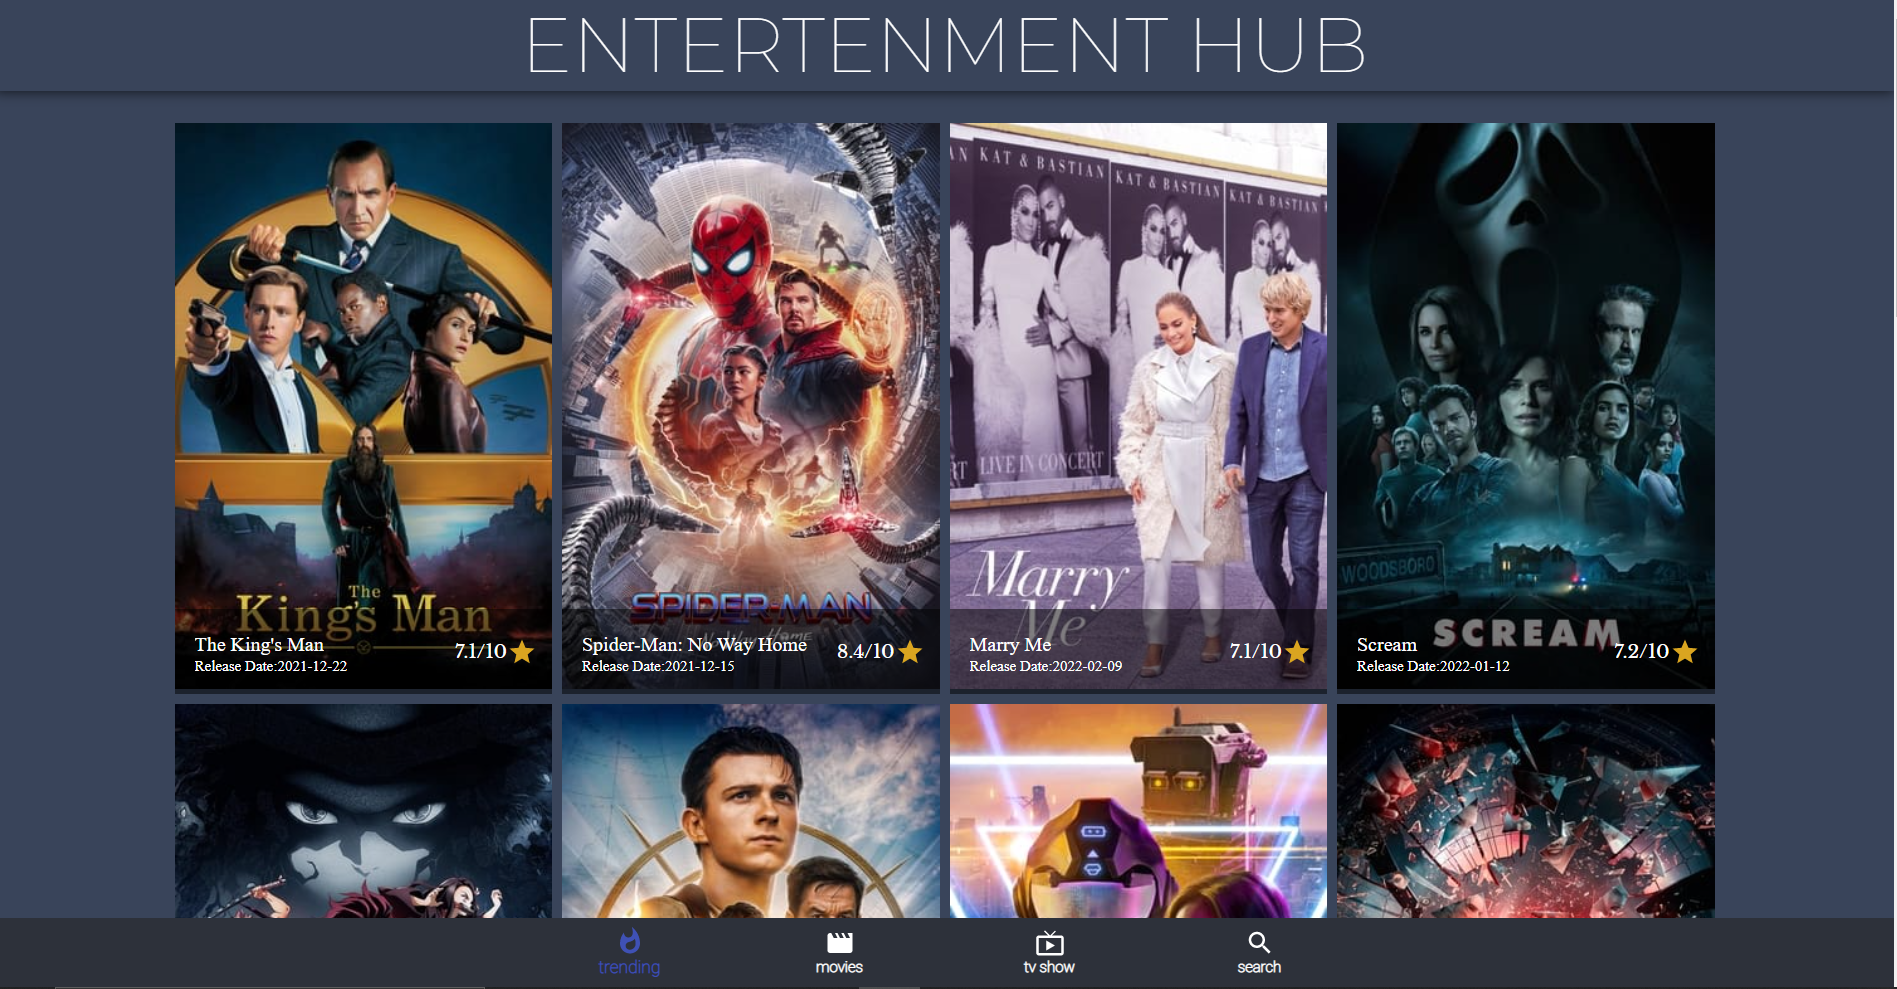 ENTERTENMENT HUB
The King's Man
The King's Man
Release Date:2021-12-22
7.1/10
SPIDER-MAN
No Way Home
Spider-Man: No Way Home
Release Date:2021-12-15
8.4/10
KAT & BASTIAN
KAT & BASTIAN
KAT & BASTIAN
LIVE IN CONCERT
Marry
Me
Marry Me
Release Date:2022-02-09
7.1/10
WOODSBORO
SCREAM
Scream
Release Date:2022-01-12
7.2/10
trending
movies
tv show
search